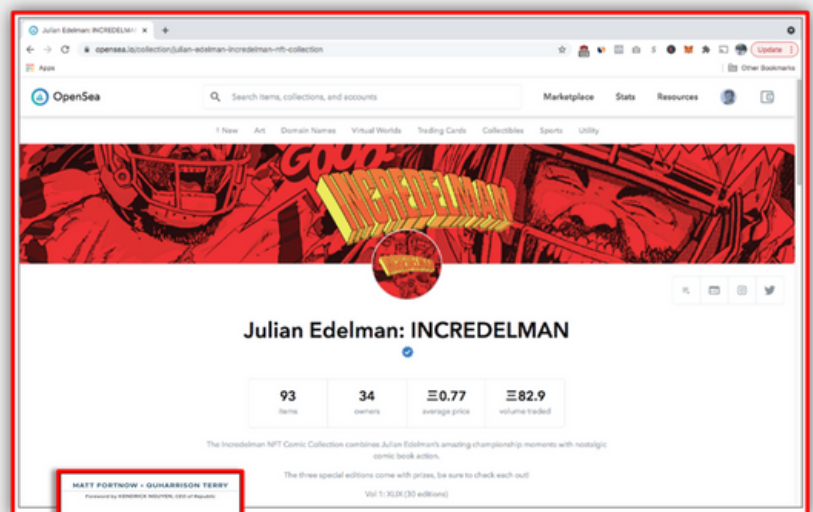 Julian Edelman: INCREDELM
opensea.io/collection/julian-edelman-incredelman-nft-collection
Update
Apps
Other Bookmarks
OpenSea
Search items, collections, and accounts
Marketplace Stats Resources
New Art Domain Names Virtual Worlds Trading Cards Collectibles Sports Utility
GOOD-
INCREDELMAN
Julian Edelman: INCREDELMAN
93 34 Ξ0.77 Ξ82.9
items owners average price volume traded
The Incredelman NFT Comic Collection combines Julian Edelman's amazing championship moments with nostalgic
comic book action.
The three special editions come with prizes, be sure to check each out!
Vol 1: XLIX (30 editions)
MATT FORTNOW + QUHARRISON TERRY
Foreword by KENDRICK NGUYEN, CEO of Republic